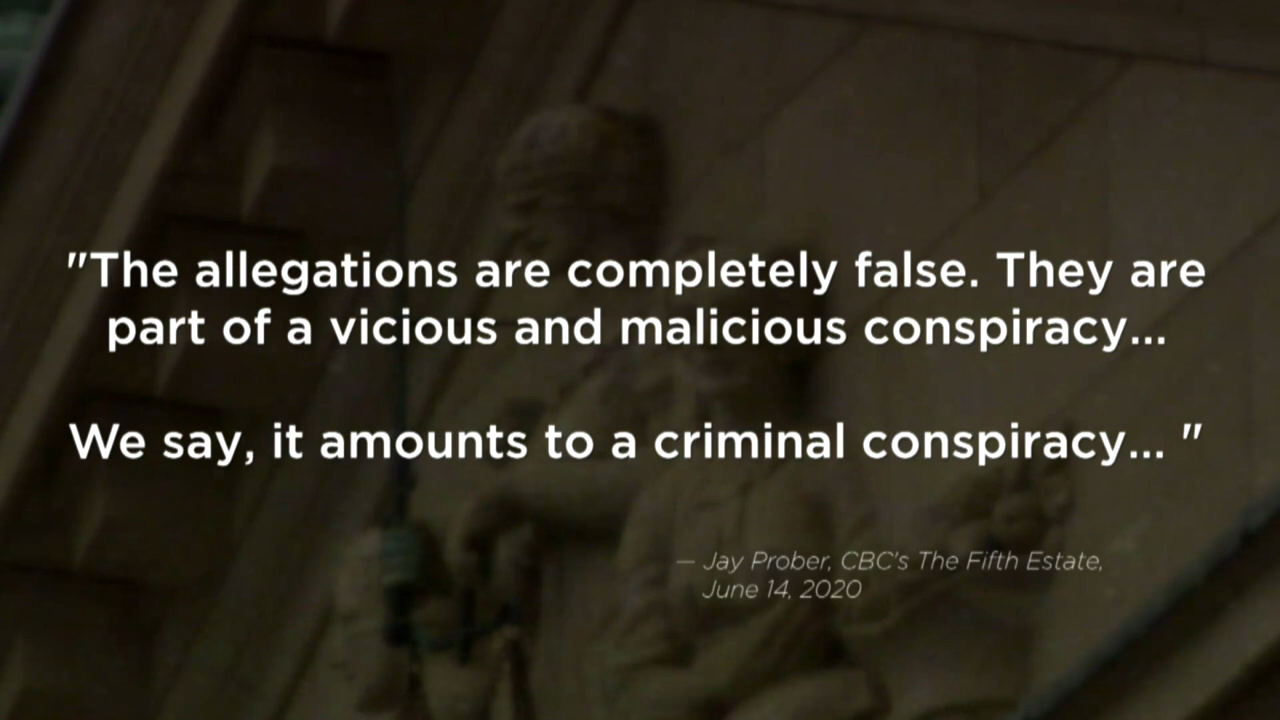 "The allegations are completely false. They are
part of a vicious and malicious conspiracy...
We say, it amounts to a criminal conspiracy... "
— Jay Prober, CBC's The Fifth Estate,
June 14, 2020